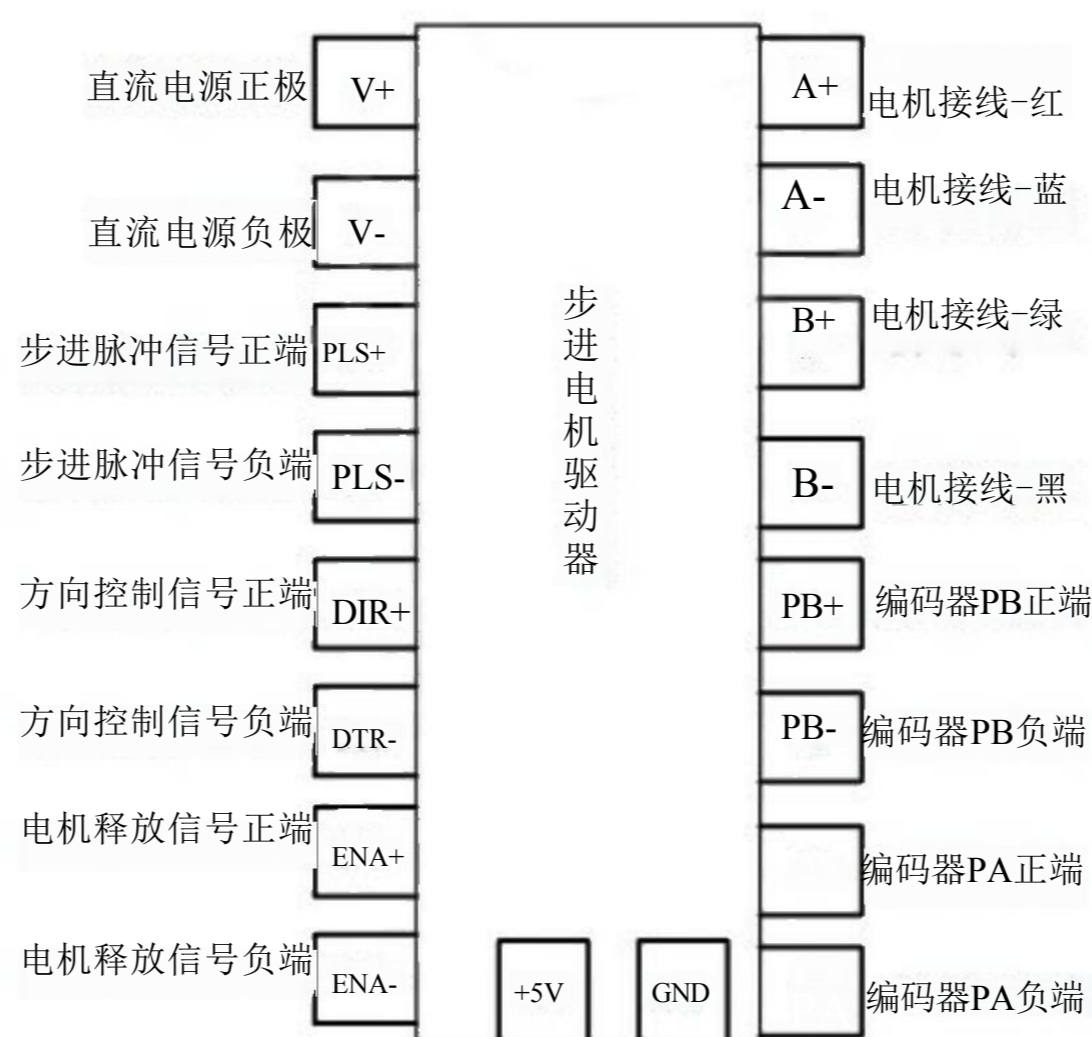 直流电源正极 V+ A+ 电机接线-红
直流电源负极 V- A- 电机接线-蓝
步进脉冲信号正端 PLS+ B+ 电机接线-绿
步进脉冲信号负端 PLS- B- 电机接线-黑
步进电机驱动器
方向控制信号正端 DIR+ PB+ 编码器PB正端
方向控制信号负端 DTR- PB- 编码器PB负端
电机释放信号正端 ENA+ 编码器PA正端
电机释放信号负端 ENA- +5V GND 编码器PA负端